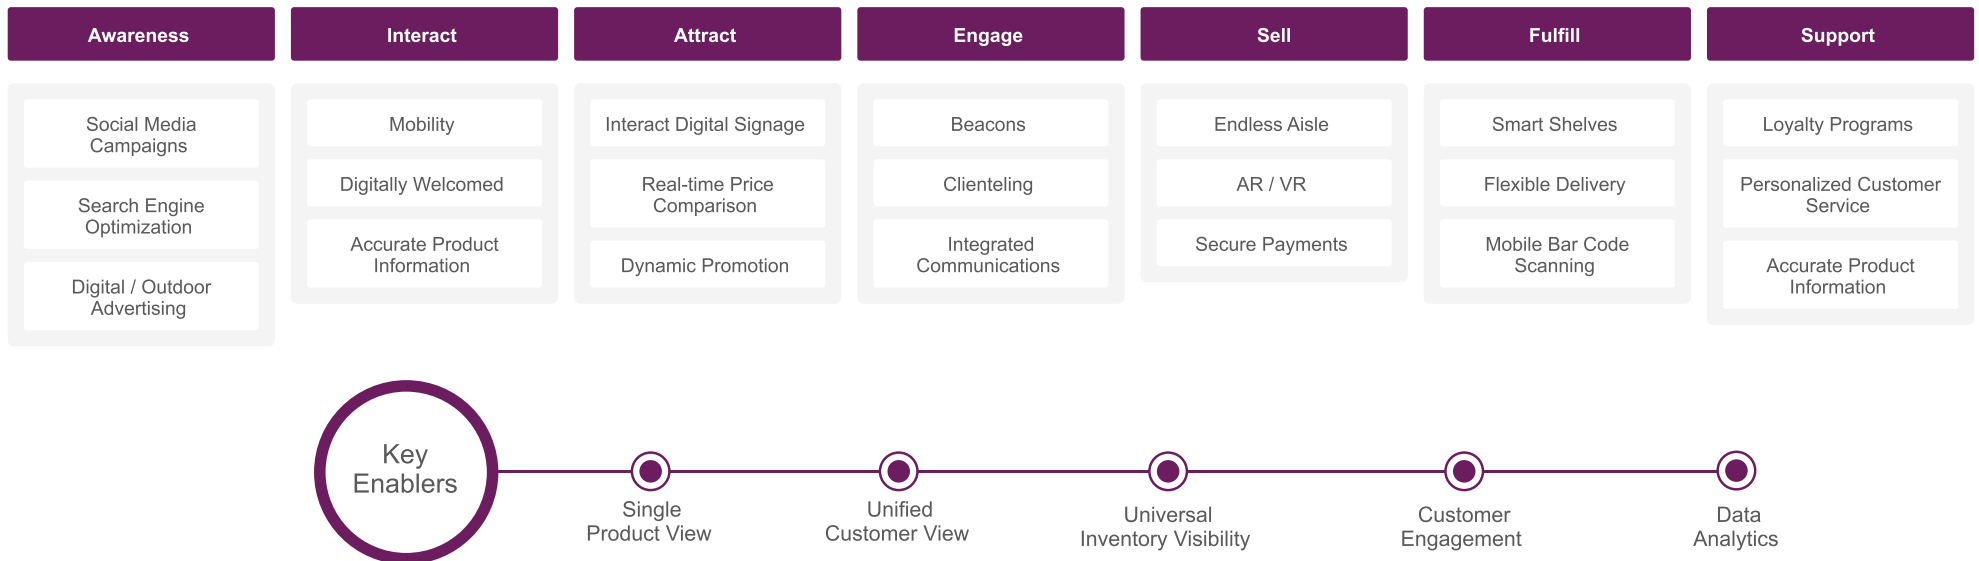 Awareness
Interact
Attract
Engage
Sell
Fulfill
Support
Social Media
Campaigns
Search Engine
Optimization
Digital / Outdoor
Advertising
Mobility
Digitally Welcomed
Accurate Product
Information
Interact Digital Signage
Real-time Price
Comparison
Dynamic Promotion
Beacons
Clienteling
Integrated
Communications
Endless Aisle
AR / VR
Secure Payments
Smart Shelves
Flexible Delivery
Mobile Bar Code
Scanning
Loyalty Programs
Personalized Customer
Service
Accurate Product
Information
Key
Enablers
Single
Product View
Unified
Customer View
Universal
Inventory Visibility
Customer
Engagement
Data
Analytics